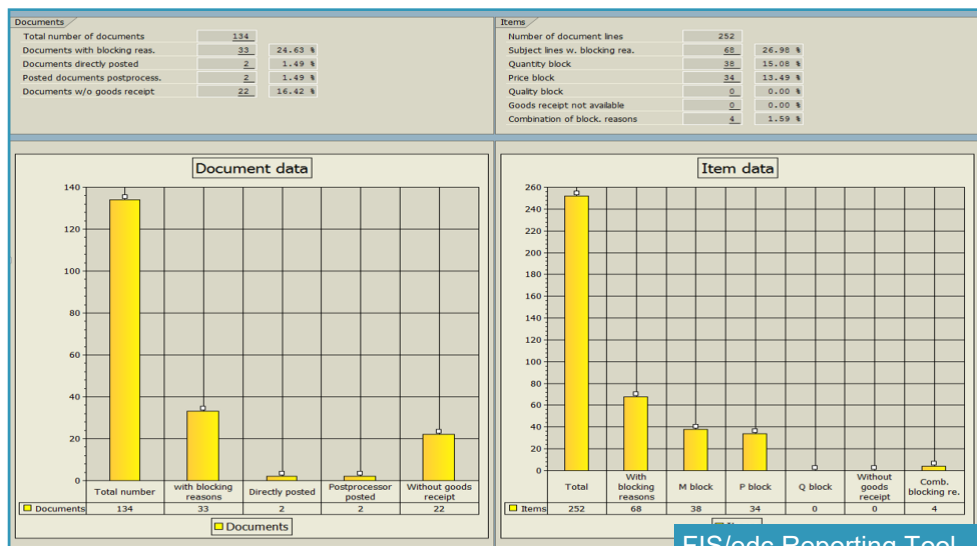 Documents
Total number of documents 134
Documents with blocking reas. 33 24.63 %
Documents directly posted 2 1.49 %
Posted documents postprocess. 2 1.49 %
Documents w/o goods receipt 22 16.42 %
Items
Number of document lines 252
Subject lines w. blocking rea. 68 26.98 %
Quantity block 38 15.08 %
Price block 34 13.49 %
Quality block 0 0.00 %
Goods receipt not available 0 0.00 %
Combination of block. reasons 4 1.59 %
Document data
140
120
100
80
60
40
20
0
Total number
with blocking reasons
Directly posted
Postprocessor posted
Without goods receipt
Documents 134 33 2 2 22
Documents
Item data
260
240
220
200
180
160
140
120
100
80
60
40
20
0
Total
With blocking reasons
M block
P block
Q block
Without goods receipt
Comb. blocking re.
Items 252 68 38 34 0 0 4
FIS/edc Reporting Tool